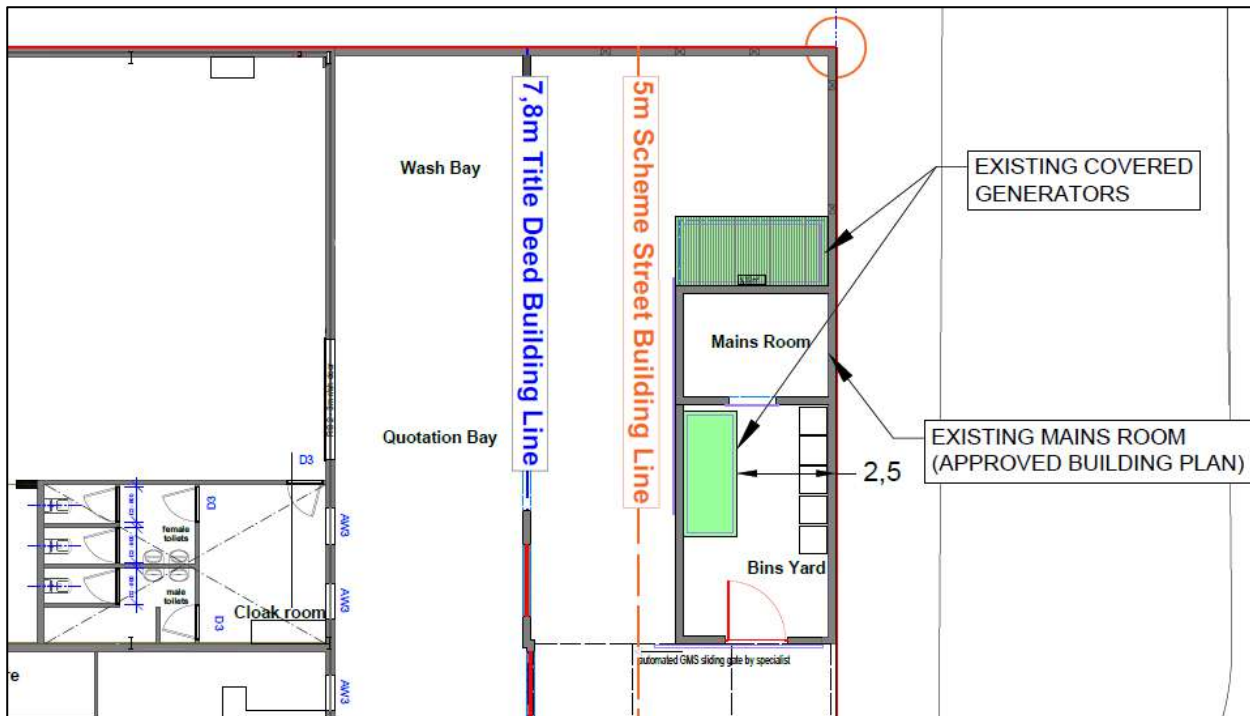 7,8m Title Deed Building Line
5m Scheme Street Building Line
Wash Bay
EXISTING COVERED
GENERATORS
Mains Room
Quotation Bay
EXISTING MAINS ROOM
(APPROVED BUILDING PLAN)
2,5
D3
D3
AW3
female
toilets
Bins Yard
male
toilets
AW3
Cloak room
D3
automated GMS sliding gate by specialist
re
AW3